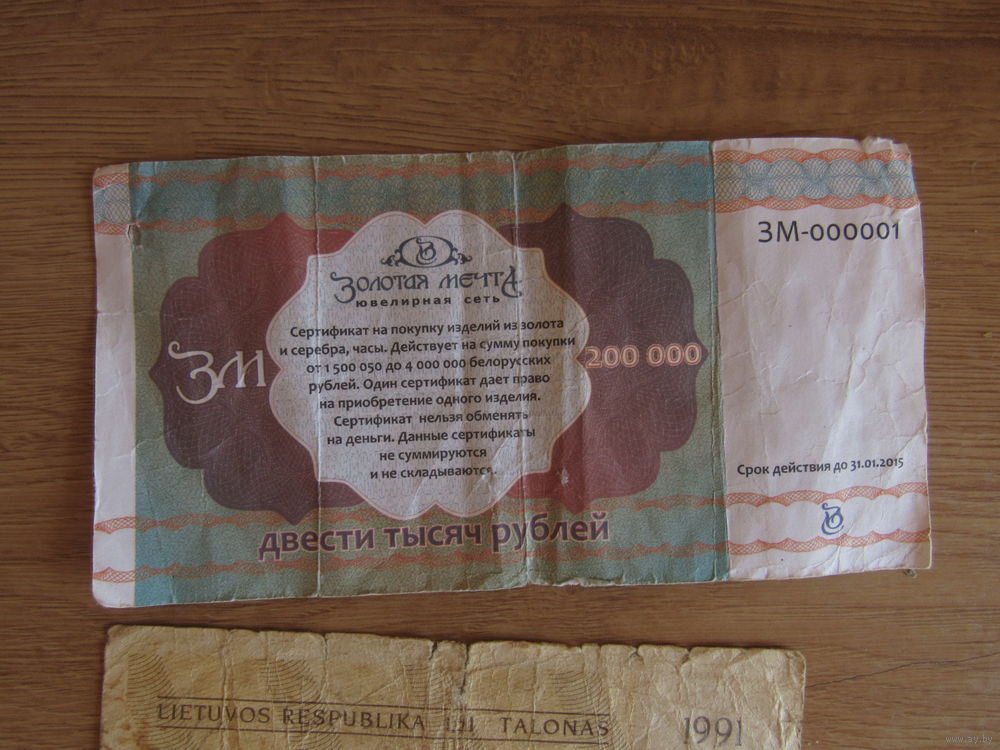 ЗМ-000001
ЗОЛОТАЯ МЕЧТА
ювелирная сеть
Сертификат на покупку изделий из золота
и серебра, часы. Действует на сумму покупки
от 1 500 050 до 4 000 000 белорусских
рублей. Один сертификат дает право
на приобретение одного изделия.
Сертификат нельзя обменять
на деньги. Данные сертификаты
не суммируются
и не складываются.
ЗМ
200 000
Срок действия до 31.01.2015
двести тысяч рублей
LIETUVOS RESPUBLIKA TALONAS 1991
www.ay.by